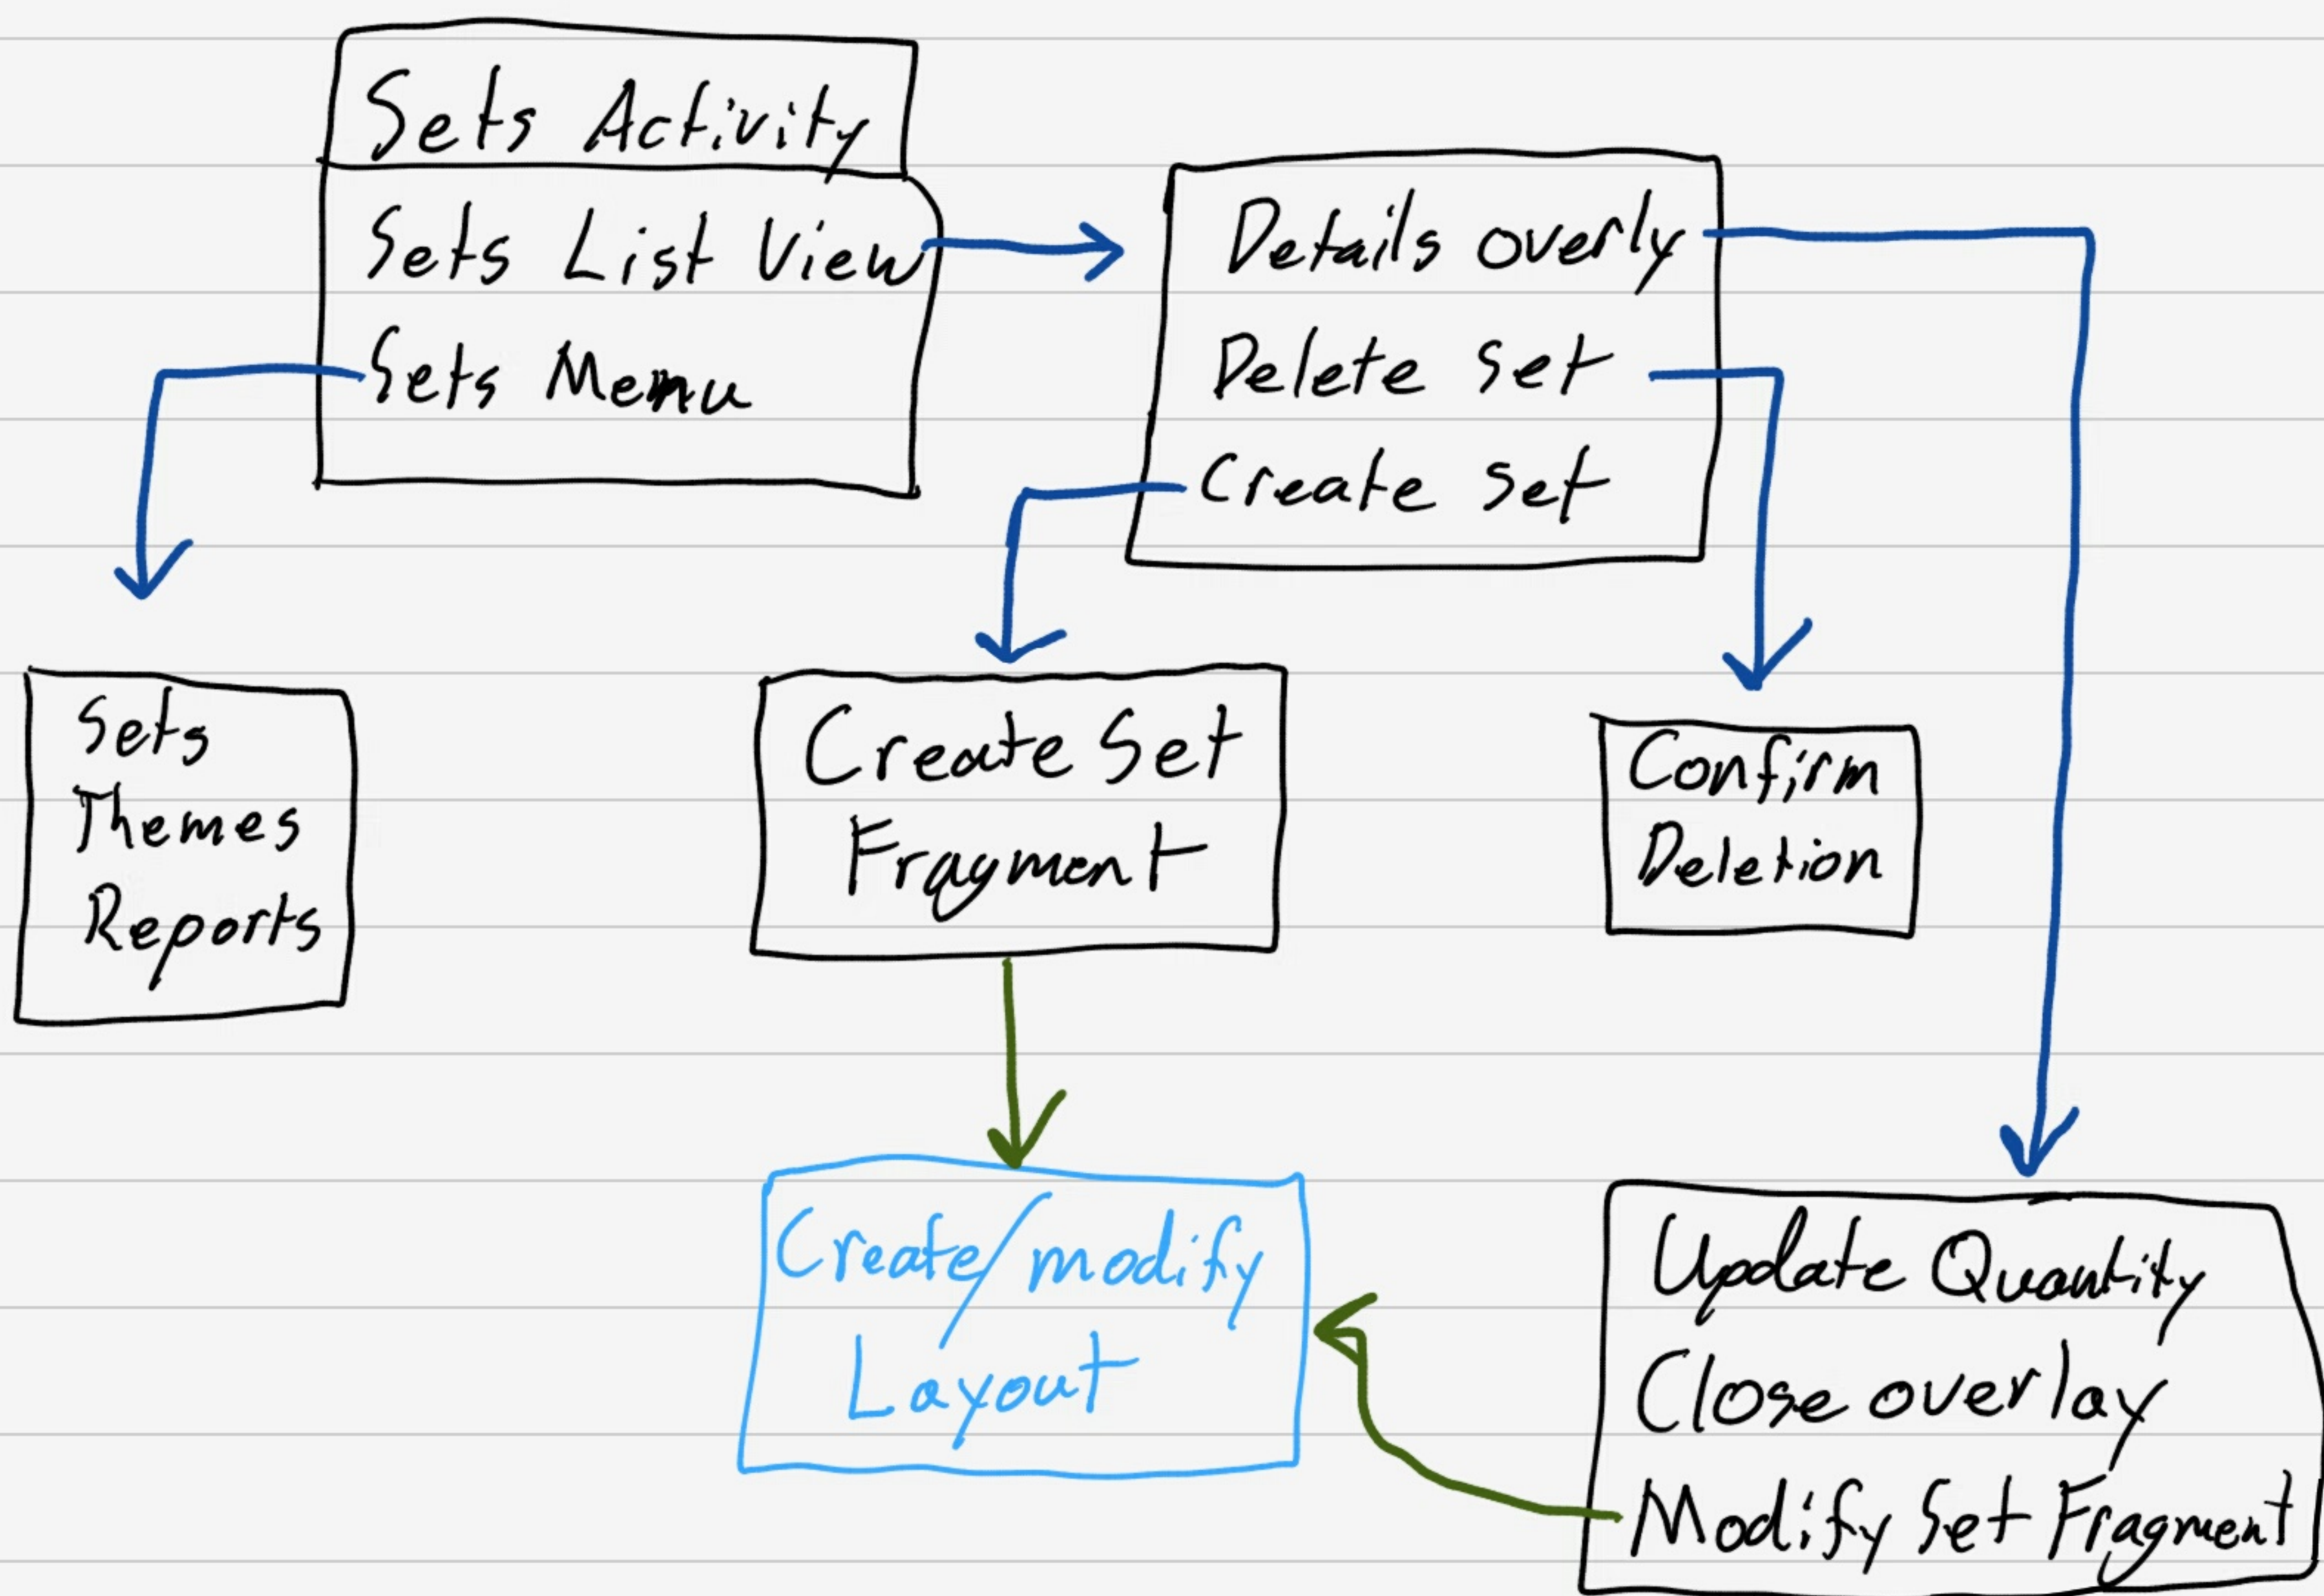 Sets Activity
Sets List View
Sets Menu
Details overly
Delete set
Create set
Sets
Themes
Reports
Create Set
Fragment
Confirm
Deletion
Create/modify
Layout
Update Quantity
Close overlay
Modify Set Fragment